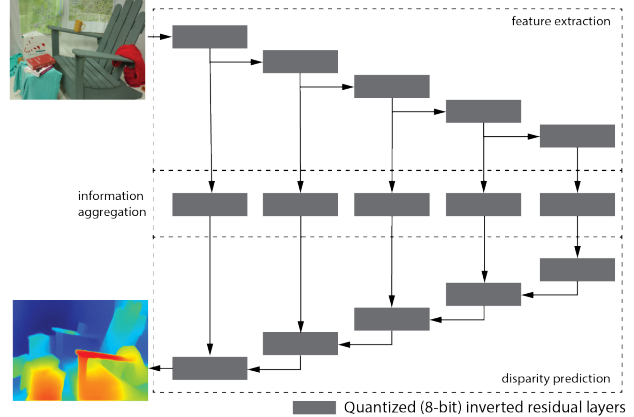 feature extraction
information
aggregation
disparity prediction
Quantized (8-bit) inverted residual layers